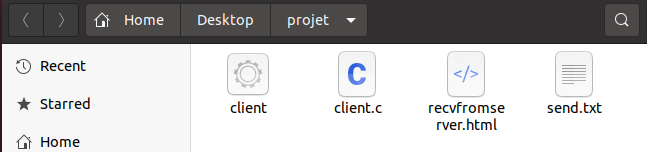 Home Desktop projet
Recent
Starred
Home
client
client.c
recvfromse
rver.html
send.txt